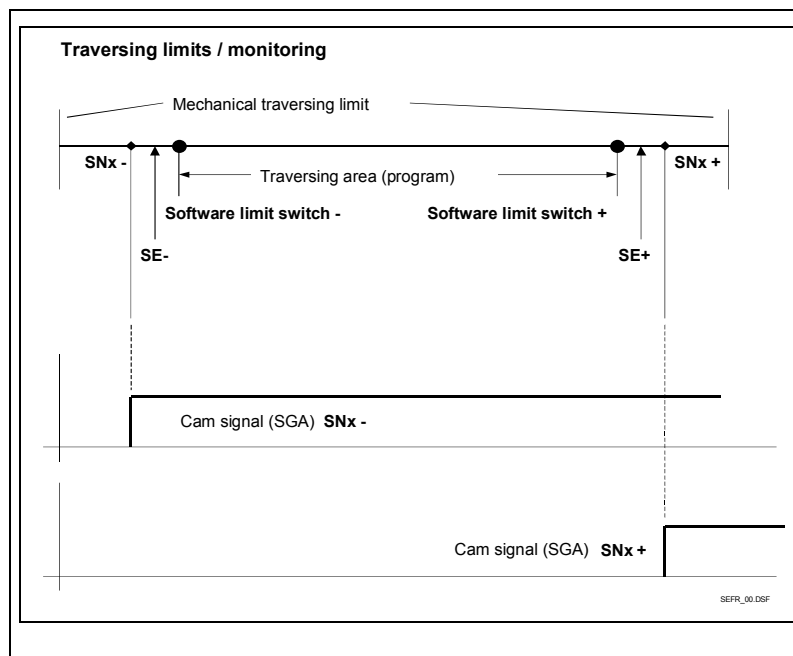 Traversing limits / monitoring
Mechanical traversing limit
SNx -
SNx +
Traversing area (program)
Software limit switch -
Software limit switch +
SE-
SE+
Cam signal (SGA) SNx -
Cam signal (SGA) SNx +
SEFR_00.DSF